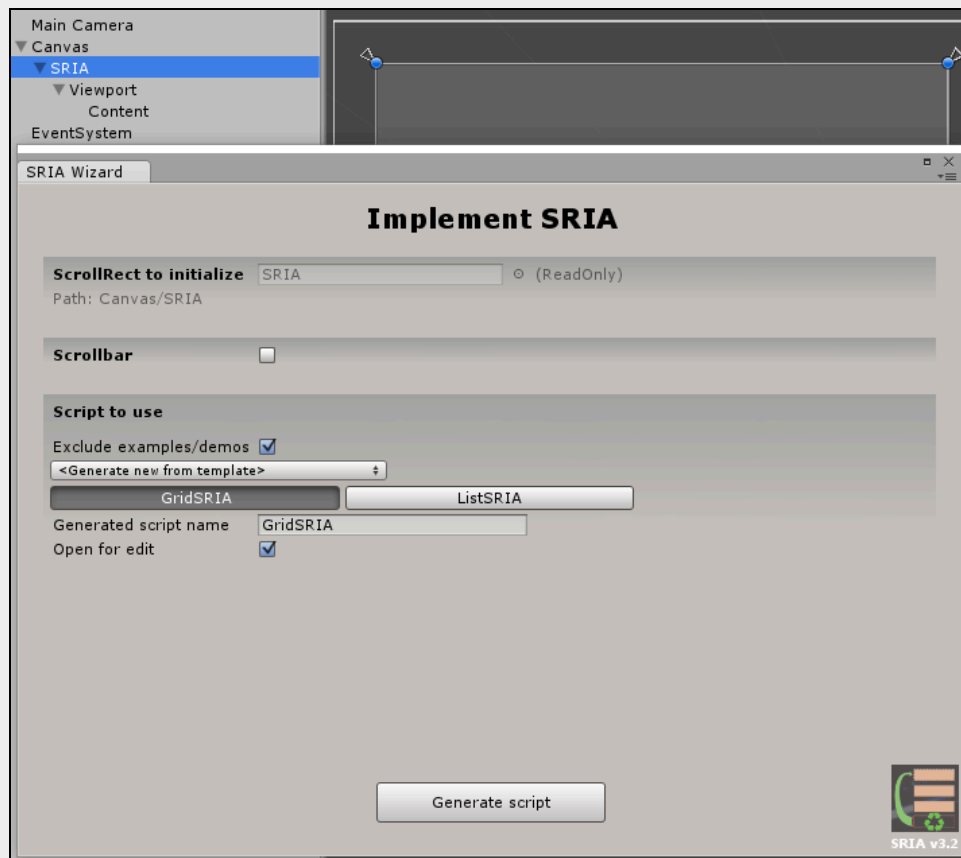 Main Camera
Canvas
SRIA
Viewport
Content
EventSystem
SRIA Wizard
Implement SRIA
ScrollRect to initialize SRIA (ReadOnly)
Path: Canvas/SRIA
Scrollbar
Script to use
Exclude examples/demos
<Generate new from template>
GridSRIA ListSRIA
Generated script name GridSRIA
Open for edit
Generate script
SRIA v3.2